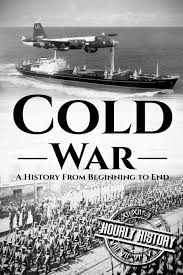 COLD
WAR
A HISTORY FROM BEGINNING TO END
HOURLY HISTORY